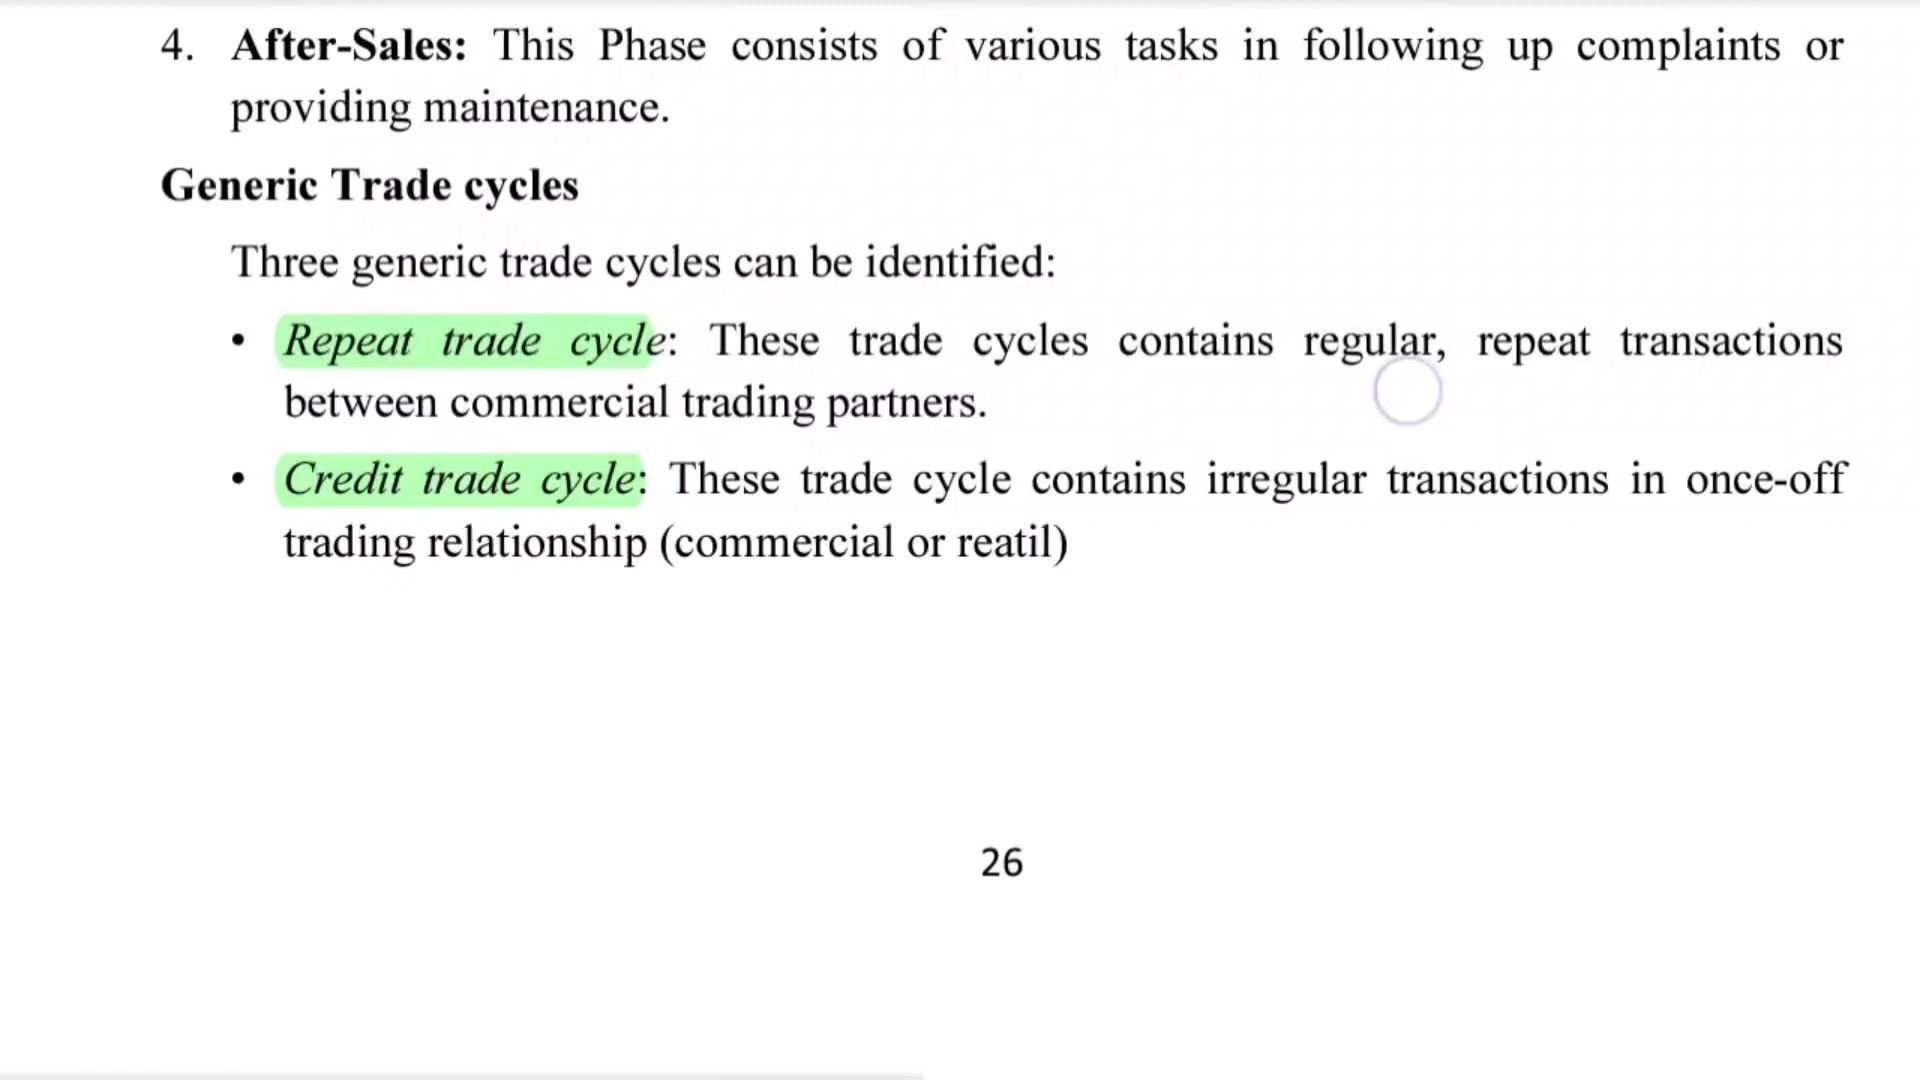 4. After-Sales: This Phase consists of various tasks in following up complaints or
providing maintenance.
Generic Trade cycles
Three generic trade cycles can be identified:
• Repeat trade cycle: These trade cycles contains regular, repeat transactions
between commercial trading partners.
• Credit trade cycle: These trade cycle contains irregular transactions in once-off
trading relationship (commercial or reatil)
26